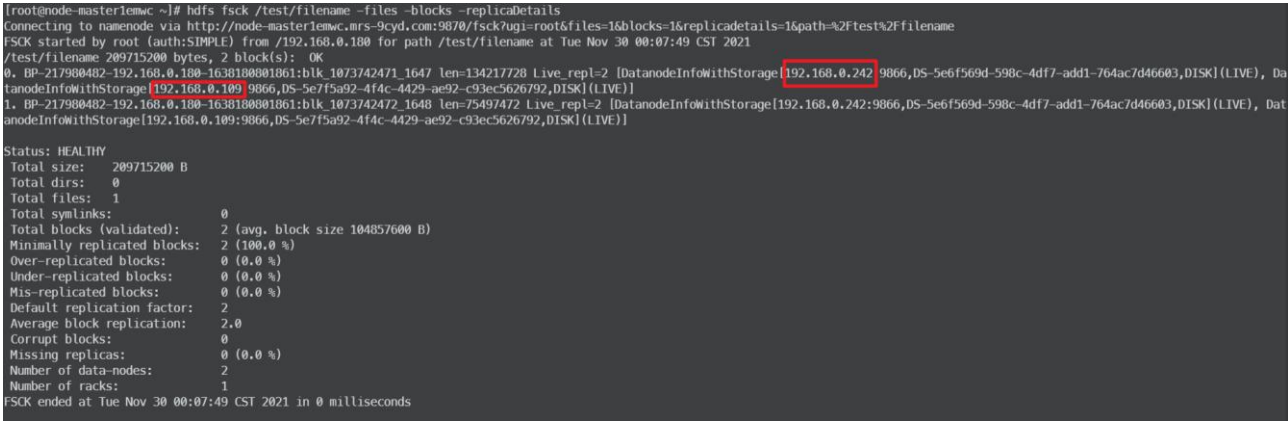 [root@node-master1emwc ~]# hdfs fsck /test/filename -files -blocks -replicaDetails
Connecting to namenode via http://node-master1emwc.mrs-9cyd.com:9870/fsck?ugi=root&files=1&blocks=1&replicadetails=1&path=%2Ftest%2Ffilename
FSCK started by root (auth:SIMPLE) from /192.168.0.180 for path /test/filename at Tue Nov 30 00:07:49 CST 2021
/test/filename 209715200 bytes, 2 block(s):  OK
0. BP-217980482-192.168.0.180-1638180801861:blk_1073742471_1647 len=134217728 Live_repl=2 [DatanodeInfoWithStorage[192.168.0.242:9866,DS-5e6f569d-598c-4df7-add1-764ac7d46603,DISK](LIVE), Da
tanodeInfoWithStorage[192.168.0.109:9866,DS-5e7f5a92-4f4c-4429-ae92-c93ec5626792,DISK](LIVE)]
1. BP-217980482-192.168.0.180-1638180801861:blk_1073742472_1648 len=75497472 Live_repl=2 [DatanodeInfoWithStorage[192.168.0.242:9866,DS-5e6f569d-598c-4df7-add1-764ac7d46603,DISK](LIVE), Dat
anodeInfoWithStorage[192.168.0.109:9866,DS-5e7f5a92-4f4c-4429-ae92-c93ec5626792,DISK](LIVE)]
Status: HEALTHY
Total size:    209715200 B
Total dirs:    0
Total files:   1
Total symlinks:                0
Total blocks (validated):      2 (avg. block size 104857600 B)
Minimally replicated blocks:   2 (100.0 %)
Over-replicated blocks:        0 (0.0 %)
Under-replicated blocks:       0 (0.0 %)
Mis-replicated blocks:         0 (0.0 %)
Default replication factor:    2
Average block replication:     2.0
Corrupt blocks:                0
Missing replicas:              0 (0.0 %)
Number of data-nodes:          2
Number of racks:               1
FSCK ended at Tue Nov 30 00:07:49 CST 2021 in 0 milliseconds